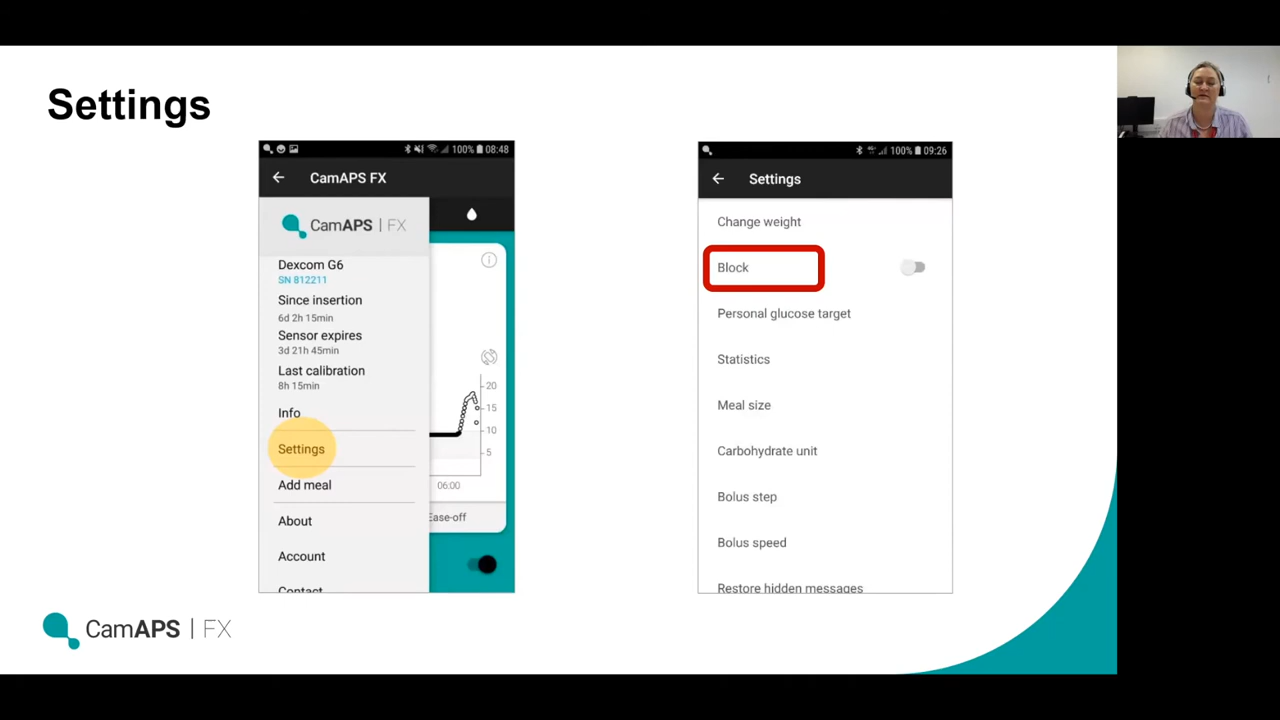 Settings
100% 08:48
CamAPS FX
CamAPS | FX
Dexcom G6
SN 812211
Since insertion
6d 2h 15min
Sensor expires
3d 21h 45min
Last calibration
8h 15min
Info
Settings
Add meal
About
Account
Contact
20
15
10
5
06:00
Ease-off
100% 09:26
Settings
Change weight
Block
Personal glucose target
Statistics
Meal size
Carbohydrate unit
Bolus step
Bolus speed
Restore hidden messages
CamAPS | FX